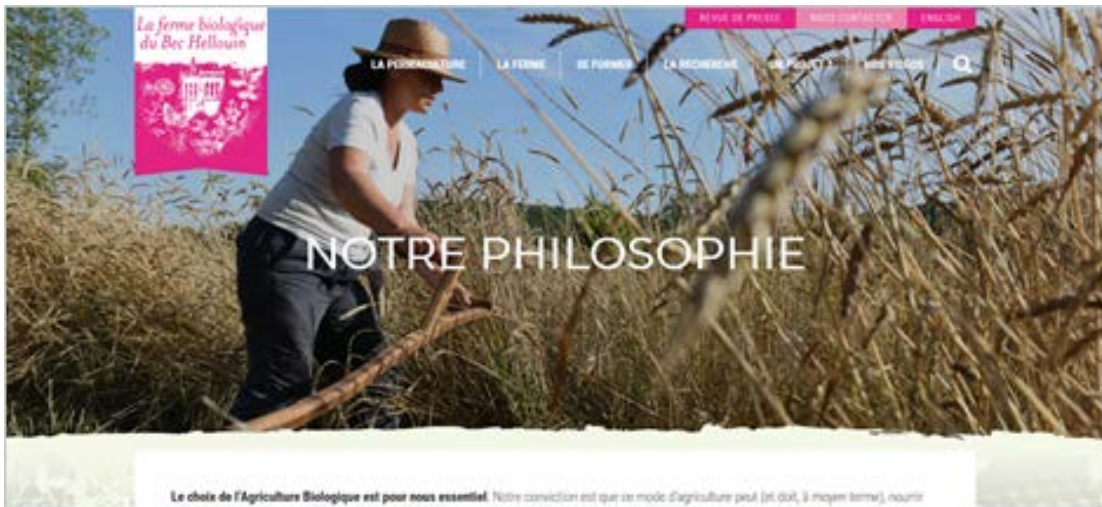 La ferme biologique
du Bec Hellouin
REVUE DE PRESSE NOUS CONTACTER ENGLISH
LA PERMACULTURE LA FERME SE FORMER LA RECHERCHE UN PROJET ? NOS VIDÉOS
NOTRE PHILOSOPHIE
Le choix de l'Agriculture Biologique est pour nous essentiel. Notre conviction est que ce mode d'agriculture peut (et doit, à moyen terme), nourrir